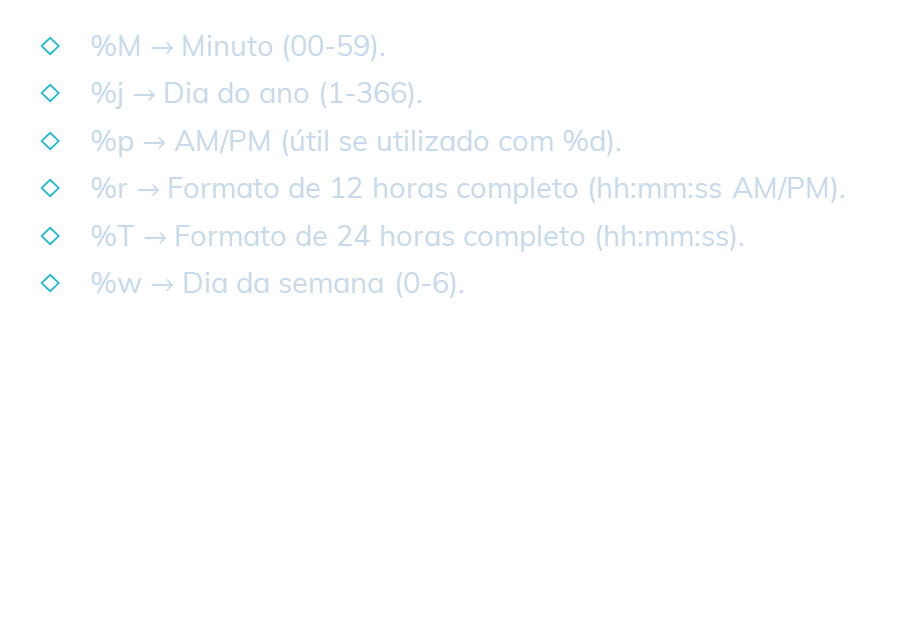 %M → Minuto (00-59).
%j → Dia do ano (1-366).
%p → AM/PM (útil se utilizado com %d).
%r → Formato de 12 horas completo (hh:mm:ss AM/PM).
%T → Formato de 24 horas completo (hh:mm:ss).
%w → Dia da semana (0-6).